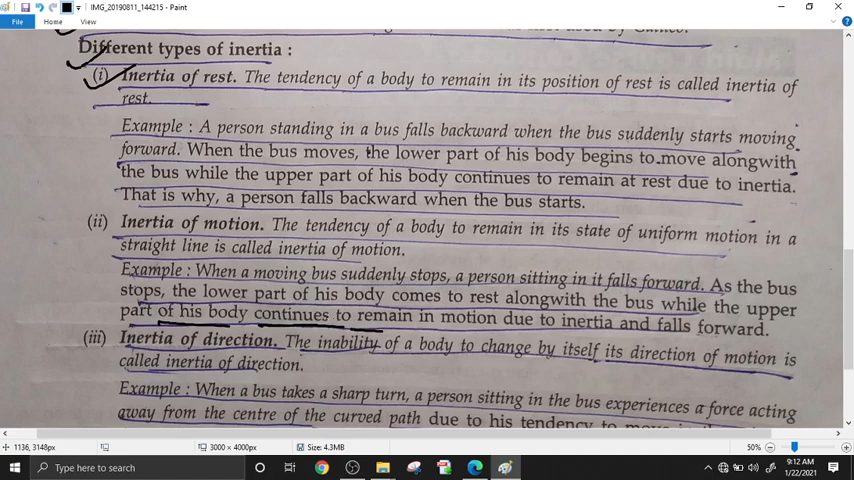 IMG_20190811_144215 - Paint
File Home View
Different types of inertia :
(i) Inertia of rest. The tendency of a body to remain in its position of rest is called inertia of
rest.
Example : A person standing in a bus falls backward when the bus suddenly starts moving
forward. When the bus moves, the lower part of his body begins to move alongwith
the bus while the upper part of his body continues to remain at rest due to inertia.
That is why, a person falls backward when the bus starts.
(ii) Inertia of motion. The tendency of a body to remain in its state of uniform motion in a
straight line is called inertia of motion.
Example : When a moving bus suddenly stops, a person sitting in it falls forward. As the bus
stops, the lower part of his body comes to rest alongwith the bus while the upper
part of his body continues to remain in motion due to inertia and falls forward.
(iii) Inertia of direction. The inability of a body to change by itself its direction of motion is
called inertia of direction.
Example : When a bus takes a sharp turn, a person sitting in the bus experiences a force acting
away from the centre of the curved path due to his tendency to move in the
1136, 3148px 3000 × 4000px Size: 4.3MB 50%
Type here to search 9:12 AM
1/22/2021